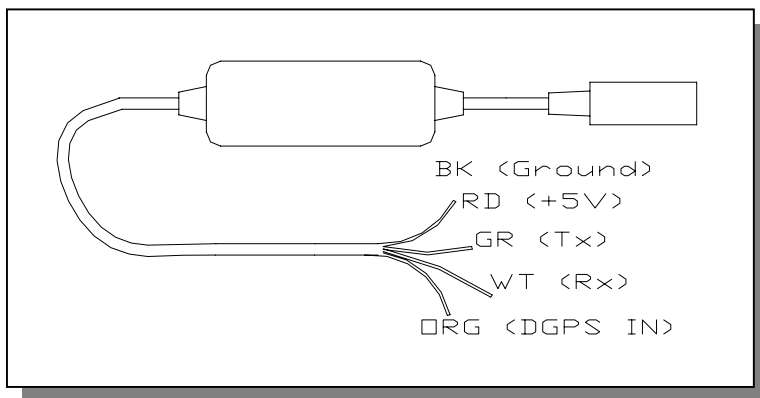 BK (Ground)
RD (+5V)
GR (Tx)
WT (Rx)
ORG (DGPS IN)